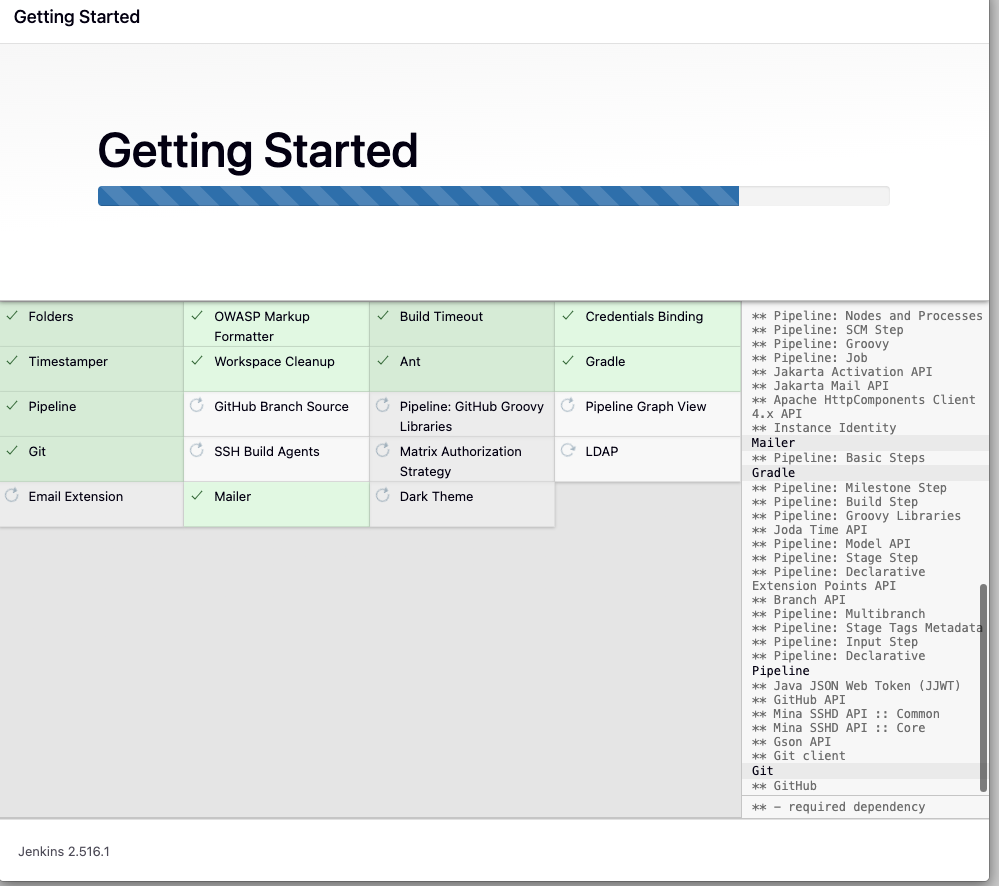 Getting Started
Getting Started
Folders
OWASP Markup
Formatter
Build Timeout
Credentials Binding
Timestamper
Workspace Cleanup
Ant
Gradle
Pipeline
GitHub Branch Source
Pipeline: GitHub Groovy
Libraries
Pipeline Graph View
Git
SSH Build Agents
Matrix Authorization
Strategy
LDAP
Email Extension
Mailer
Dark Theme
** Pipeline: Nodes and Processes
** Pipeline: SCM Step
** Pipeline: Groovy
** Pipeline: Job
** Jakarta Activation API
** Jakarta Mail API
** Apache HttpComponents Client
4.x API
** Instance Identity
Mailer
** Pipeline: Basic Steps
Gradle
** Pipeline: Milestone Step
** Pipeline: Build Step
** Pipeline: Groovy Libraries
** Joda Time API
** Pipeline: Model API
** Pipeline: Stage Step
** Pipeline: Declarative
Extension Points API
** Branch API
** Pipeline: Multibranch
** Pipeline: Stage Tags Metadata
** Pipeline: Input Step
** Pipeline: Declarative
Pipeline
** Java JSON Web Token (JJWT)
** GitHub API
** Mina SSHD API :: Common
** Mina SSHD API :: Core
** Gson API
** Git client
Git
** GitHub
** - required dependency
Jenkins 2.516.1